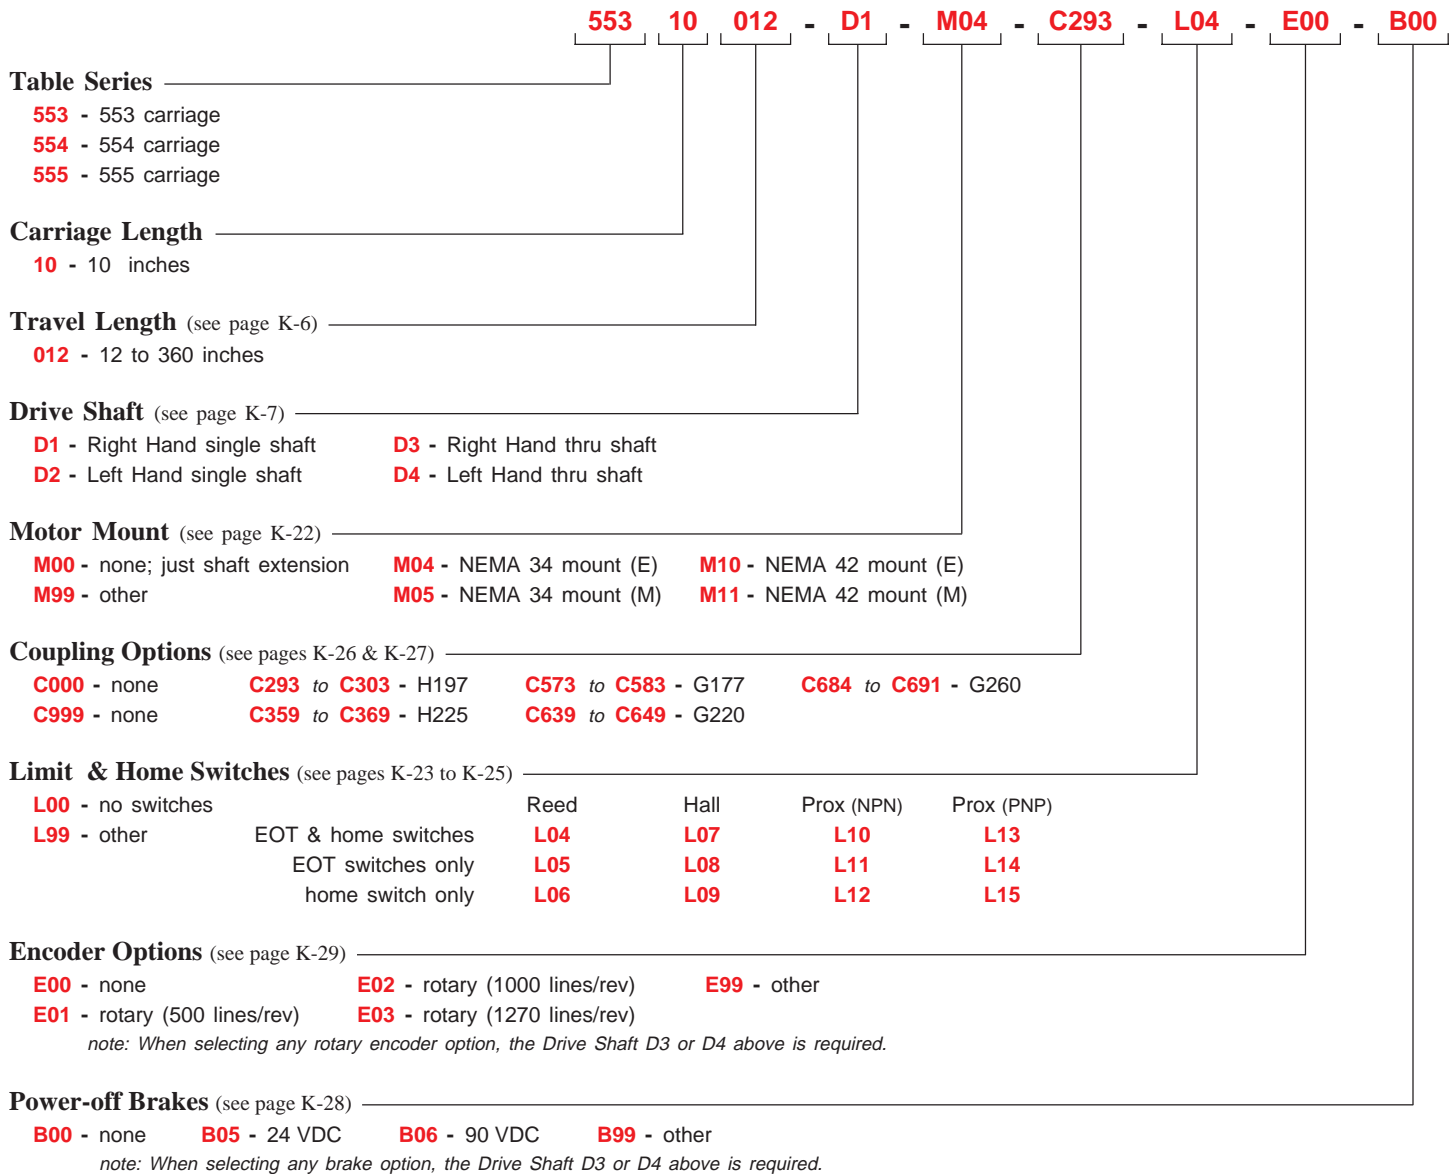 553 10 012 - D1 - M04 - C293 - L04 - E00 - B00
Table Series
553 - 553 carriage
554 - 554 carriage
555 - 555 carriage
Carriage Length
10 - 10 inches
Travel Length (see page K-6)
012 - 12 to 360 inches
Drive Shaft (see page K-7)
D1 - Right Hand single shaft D3 - Right Hand thru shaft
D2 - Left Hand single shaft D4 - Left Hand thru shaft
Motor Mount (see page K-22)
M00 - none; just shaft extension M04 - NEMA 34 mount (E) M10 - NEMA 42 mount (E)
M99 - other M05 - NEMA 34 mount (M) M11 - NEMA 42 mount (M)
Coupling Options (see pages K-26 & K-27)
C000 - none C293 to C303 - H197 C573 to C583 - G177 C684 to C691 - G260
C999 - none C359 to C369 - H225 C639 to C649 - G220
Limit & Home Switches (see pages K-23 to K-25)
L00 - no switches Reed Hall Prox (NPN) Prox (PNP)
L99 - other EOT & home switches L04 L07 L10 L13
EOT switches only L05 L08 L11 L14
home switch only L06 L09 L12 L15
Encoder Options (see page K-29)
E00 - none E02 - rotary (1000 lines/rev) E99 - other
E01 - rotary (500 lines/rev) E03 - rotary (1270 lines/rev)
note: When selecting any rotary encoder option, the Drive Shaft D3 or D4 above is required.
Power-off Brakes (see page K-28)
B00 - none B05 - 24 VDC B06 - 90 VDC B99 - other
note: When selecting any brake option, the Drive Shaft D3 or D4 above is required.